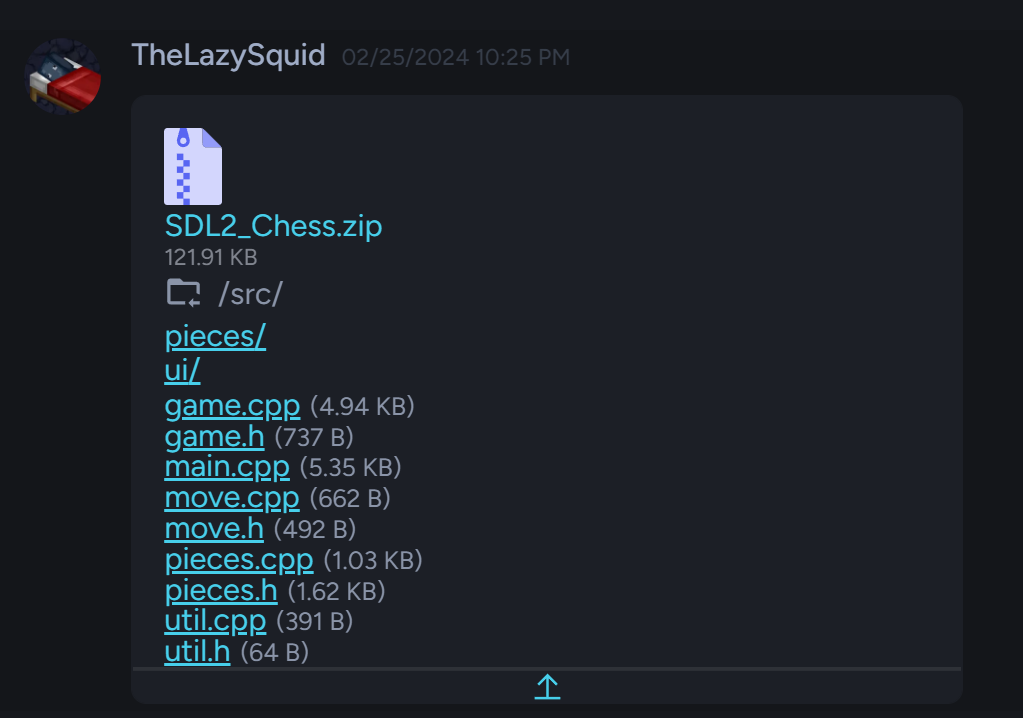 TheLazySquid 02/25/2024 10:25 PM
SDL2_Chess.zip
121.91 KB
/src/
pieces/
ui/
game.cpp (4.94 KB)
game.h (737 B)
main.cpp (5.35 KB)
move.cpp (662 B)
move.h (492 B)
pieces.cpp (1.03 KB)
pieces.h (1.62 KB)
util.cpp (391 B)
util.h (64 B)